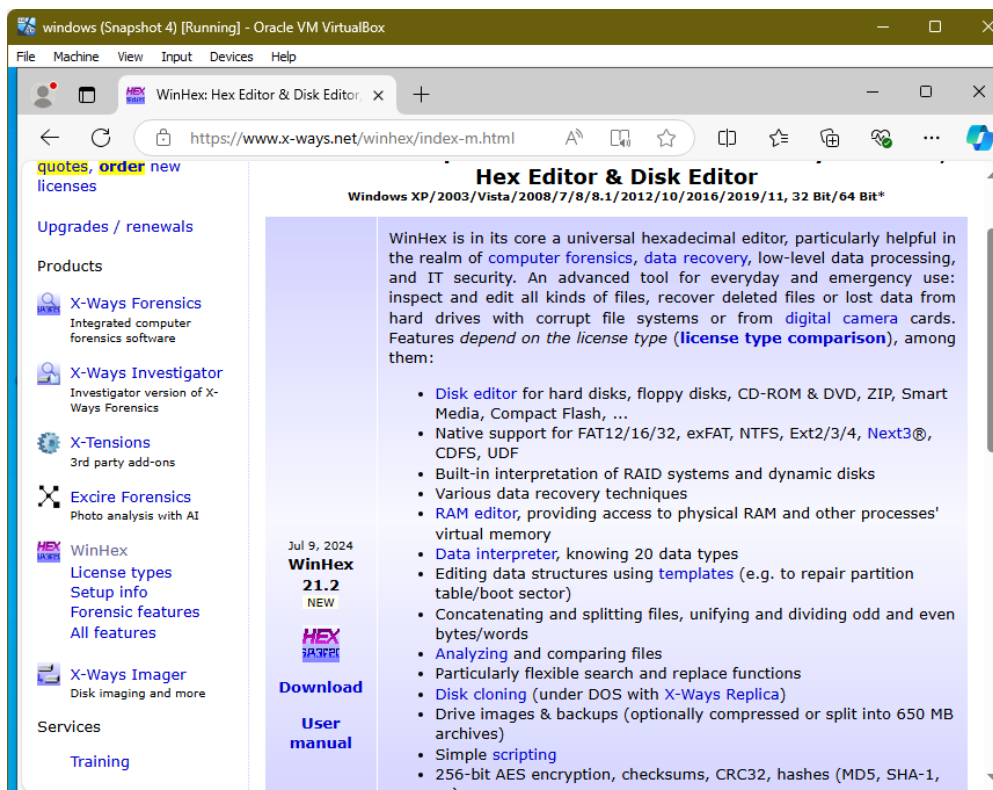 windows (Snapshot 4) [Running] - Oracle VM VirtualBox
File Machine View Input Devices Help
WinHex: Hex Editor & Disk Editor,
https://www.x-ways.net/winhex/index-m.html
quotes, order new
licenses
Upgrades / renewals
Products
X-Ways Forensics
Integrated computer
forensics software
X-Ways Investigator
Investigator version of X-
Ways Forensics
X-Tensions
3rd party add-ons
Excire Forensics
Photo analysis with AI
WinHex
License types
Setup info
Forensic features
All features
X-Ways Imager
Disk imaging and more
Services
Training
Hex Editor & Disk Editor
Windows XP/2003/Vista/2008/7/8/8.1/2012/10/2016/2019/11, 32 Bit/64 Bit*
Jul 9, 2024
WinHex
21.2
NEW
HEX
Download
User
manual
WinHex is in its core a universal hexadecimal editor, particularly helpful in
the realm of computer forensics, data recovery, low-level data processing,
and IT security. An advanced tool for everyday and emergency use:
inspect and edit all kinds of files, recover deleted files or lost data from
hard drives with corrupt file systems or from digital camera cards.
Features depend on the license type (license type comparison), among
them:
• Disk editor for hard disks, floppy disks, CD-ROM & DVD, ZIP, Smart
Media, Compact Flash, ...
• Native support for FAT12/16/32, exFAT, NTFS, Ext2/3/4, Next3®,
CDFS, UDF
• Built-in interpretation of RAID systems and dynamic disks
• Various data recovery techniques
• RAM editor, providing access to physical RAM and other processes'
virtual memory
• Data interpreter, knowing 20 data types
• Editing data structures using templates (e.g. to repair partition
table/boot sector)
• Concatenating and splitting files, unifying and dividing odd and even
bytes/words
• Analyzing and comparing files
• Particularly flexible search and replace functions
• Disk cloning (under DOS with X-Ways Replica)
• Drive images & backups (optionally compressed or split into 650 MB
archives)
• Simple scripting
• 256-bit AES encryption, checksums, CRC32, hashes (MD5, SHA-1,